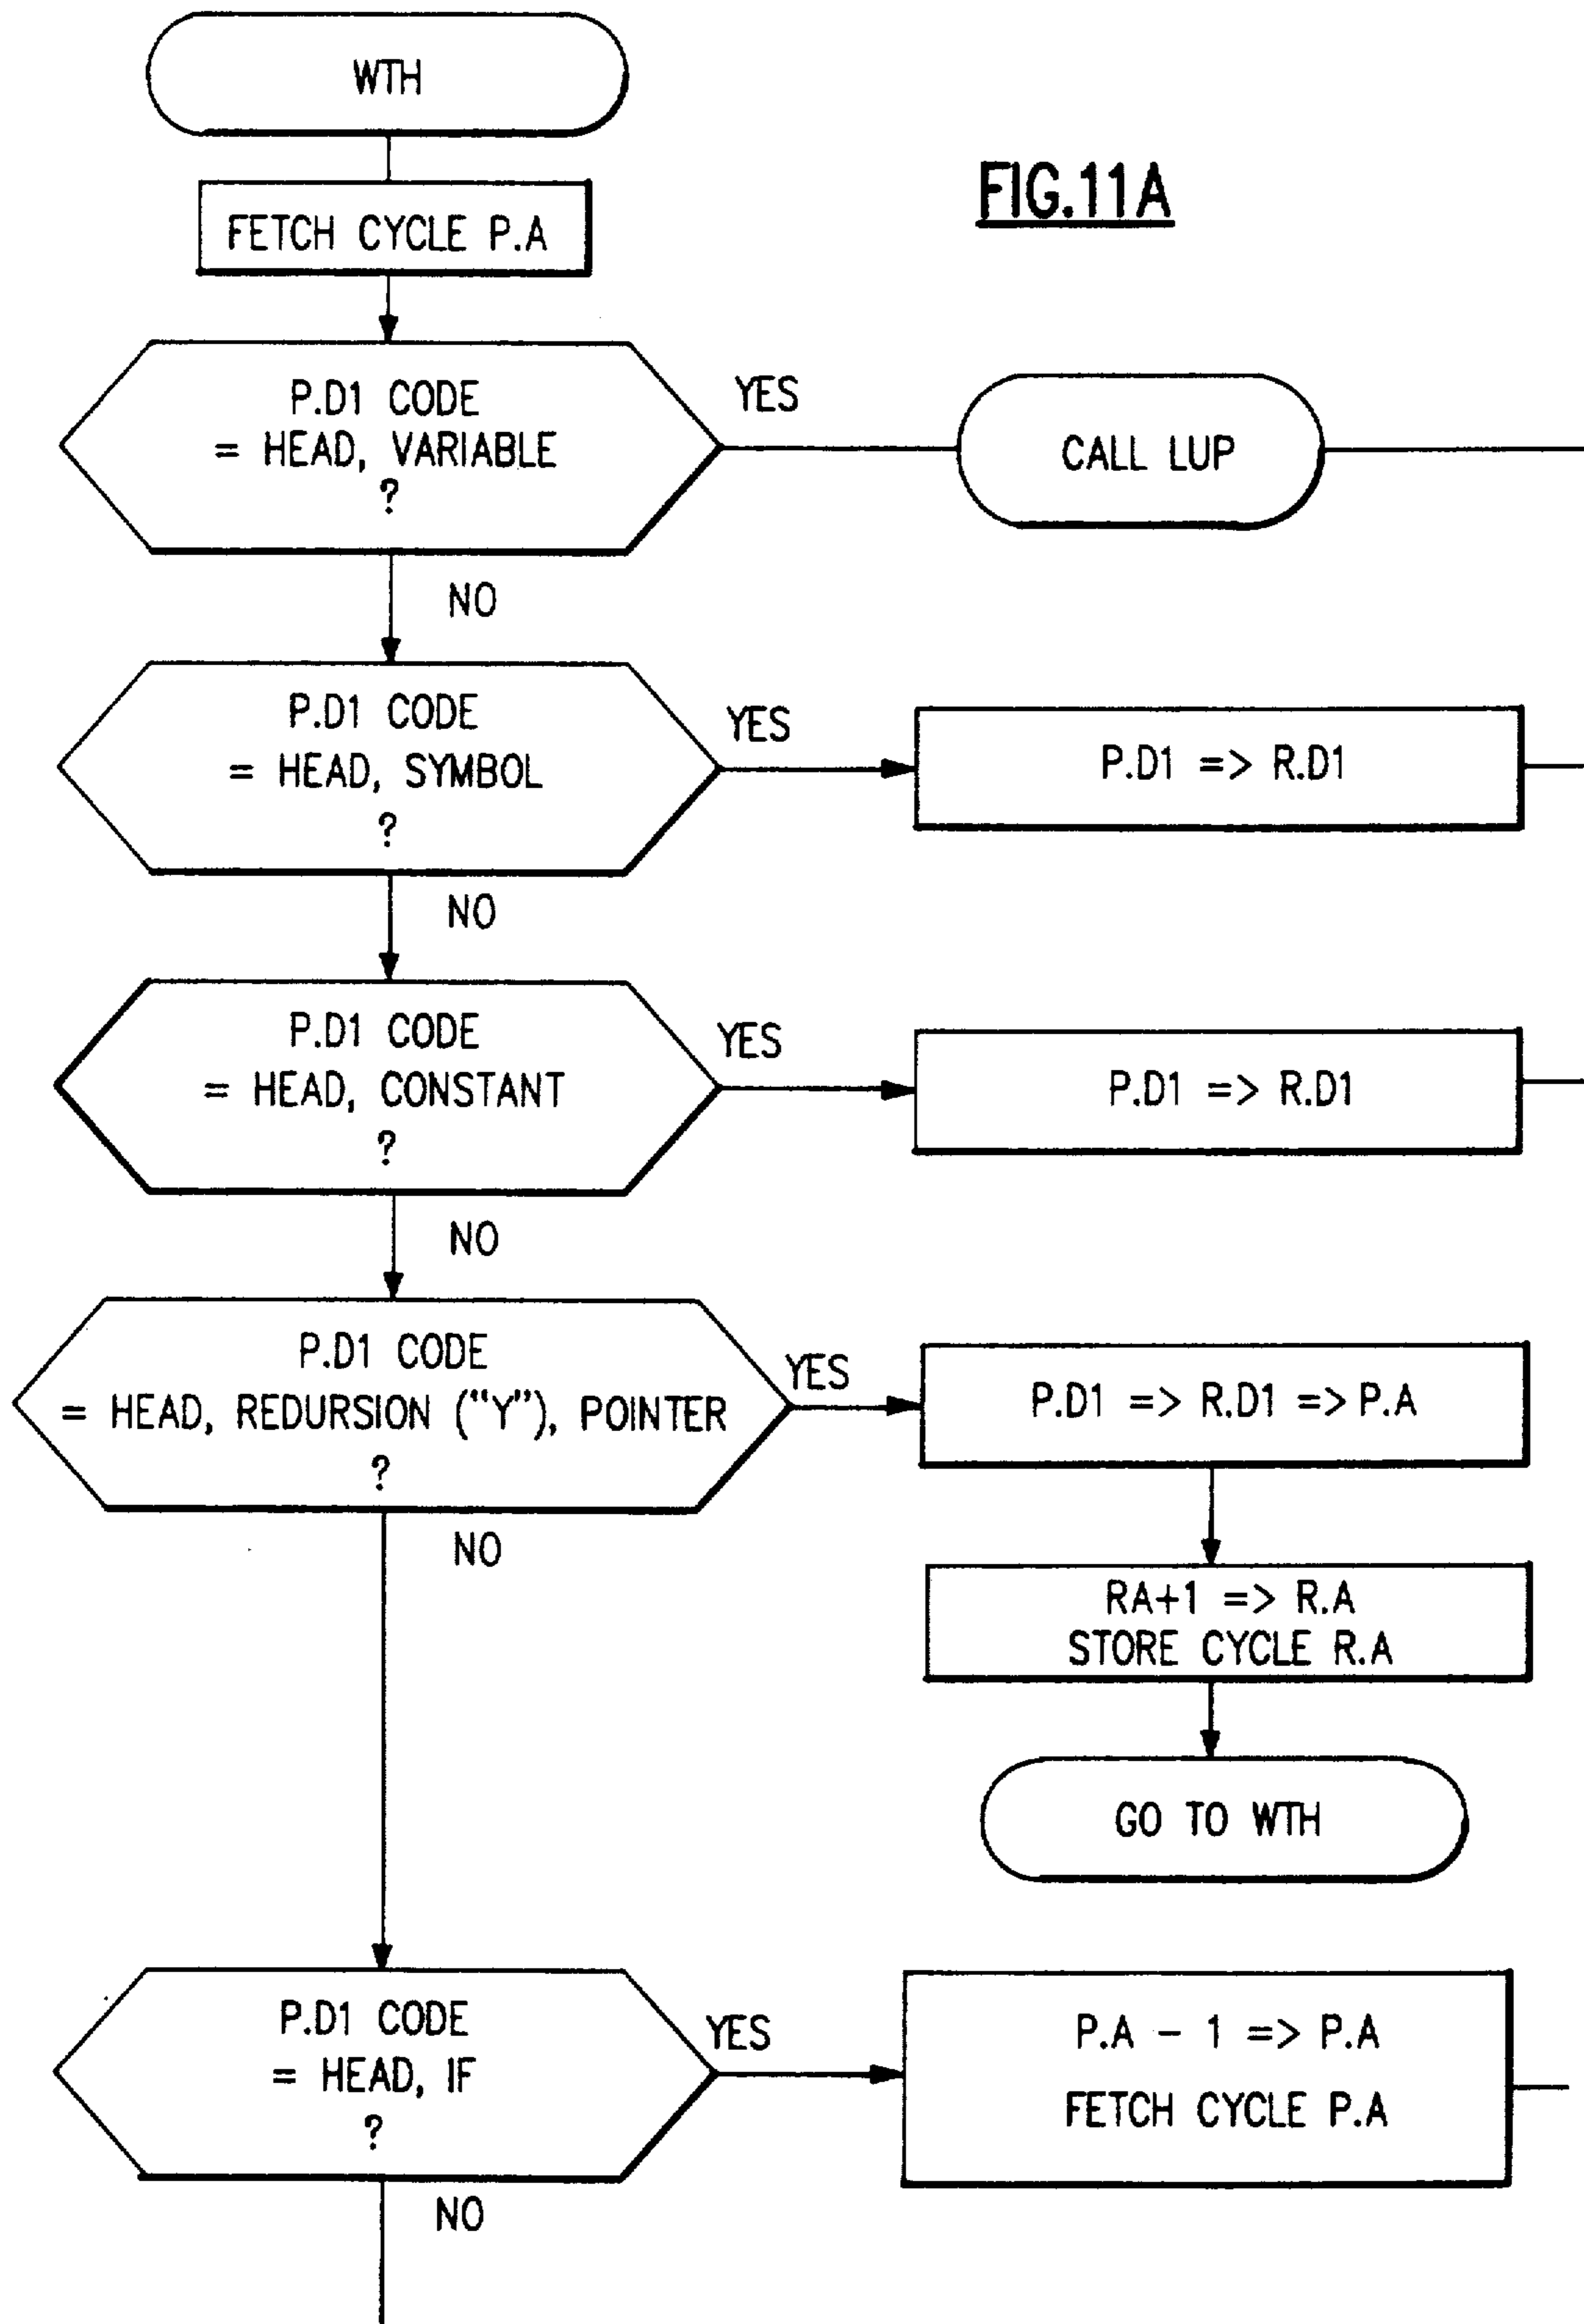 WTH
FIG.11A
FETCH CYCLE P.A
P.D1 CODE
= HEAD, VARIABLE
?
YES
CALL LUP
NO
P.D1 CODE
= HEAD, SYMBOL
?
YES
P.D1 => R.D1
NO
P.D1 CODE
= HEAD, CONSTANT
?
YES
P.D1 => R.D1
NO
P.D1 CODE
= HEAD, REDURSION ("Y"), POINTER
?
YES
P.D1 => R.D1 => P.A
NO
RA+1 => R.A
STORE CYCLE R.A
GO TO WTH
P.D1 CODE
= HEAD, IF
?
YES
P.A - 1 => P.A
FETCH CYCLE P.A
NO